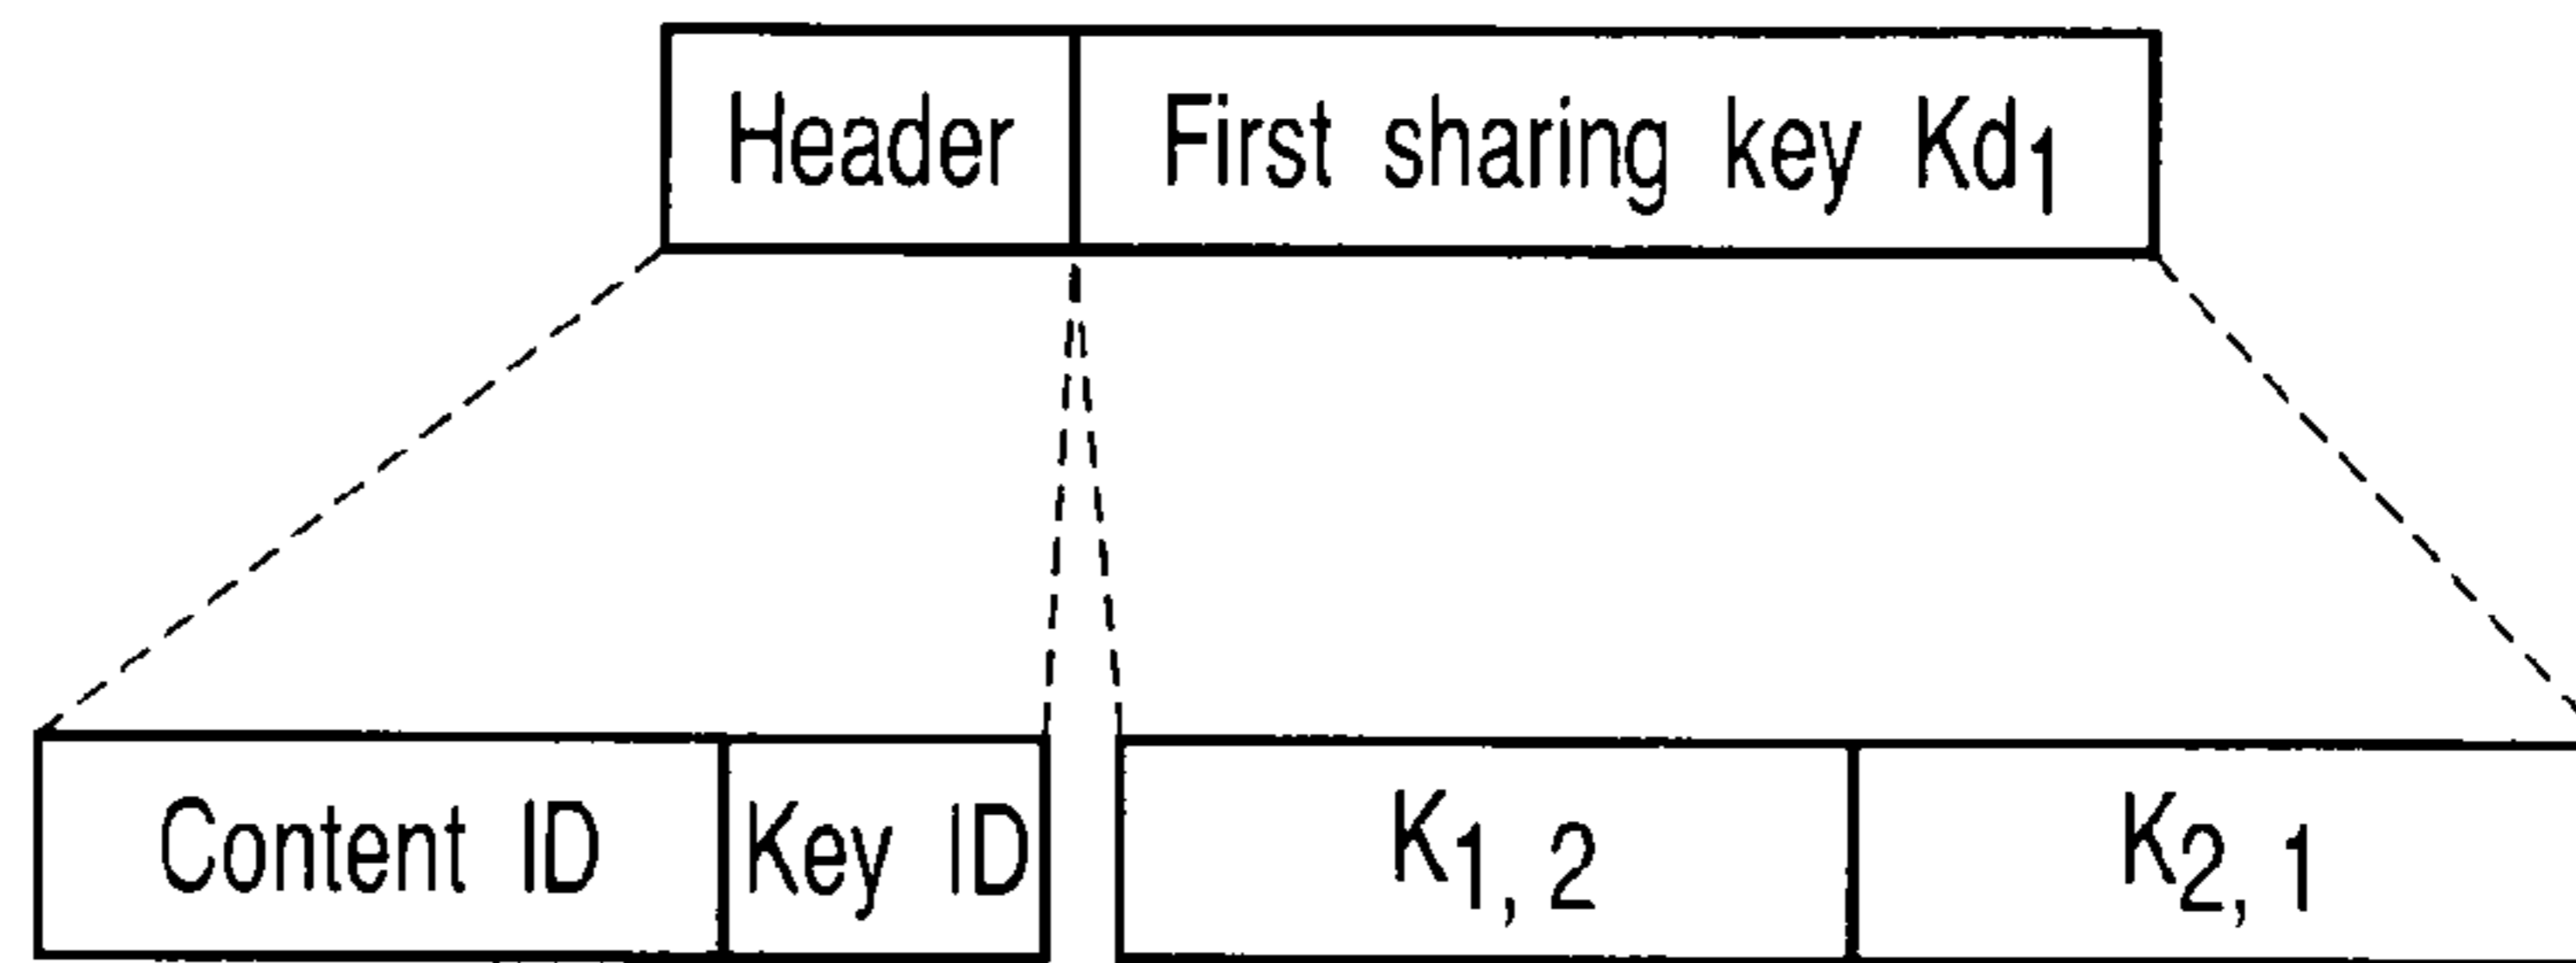 Header First sharing key Kd1
Content ID Key ID K1, 2 K2, 1